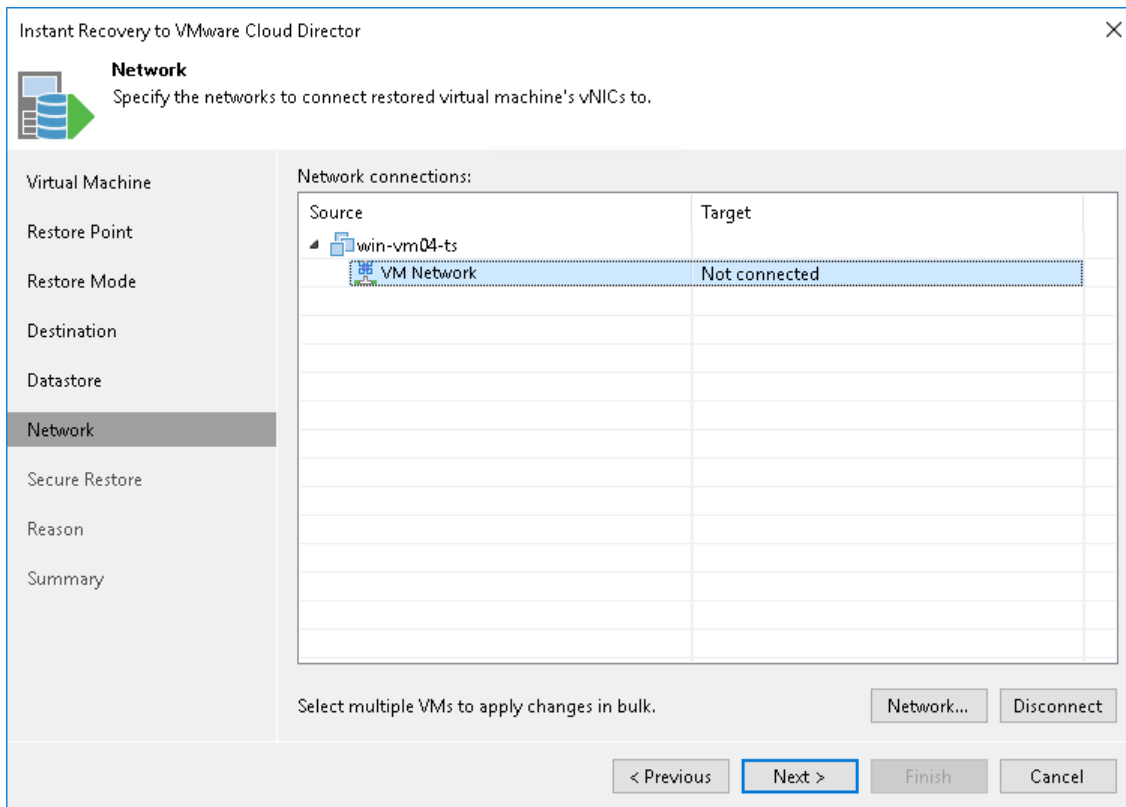 Instant Recovery to VMware Cloud Director
Network
Specify the networks to connect restored virtual machine's vNICs to.
Virtual Machine
Restore Point
Restore Mode
Destination
Datastore
Network
Secure Restore
Reason
Summary
Network connections:
Source Target
win-vm04-ts
VM Network Not connected
Select multiple VMs to apply changes in bulk.
Network... Disconnect
< Previous Next > Finish Cancel